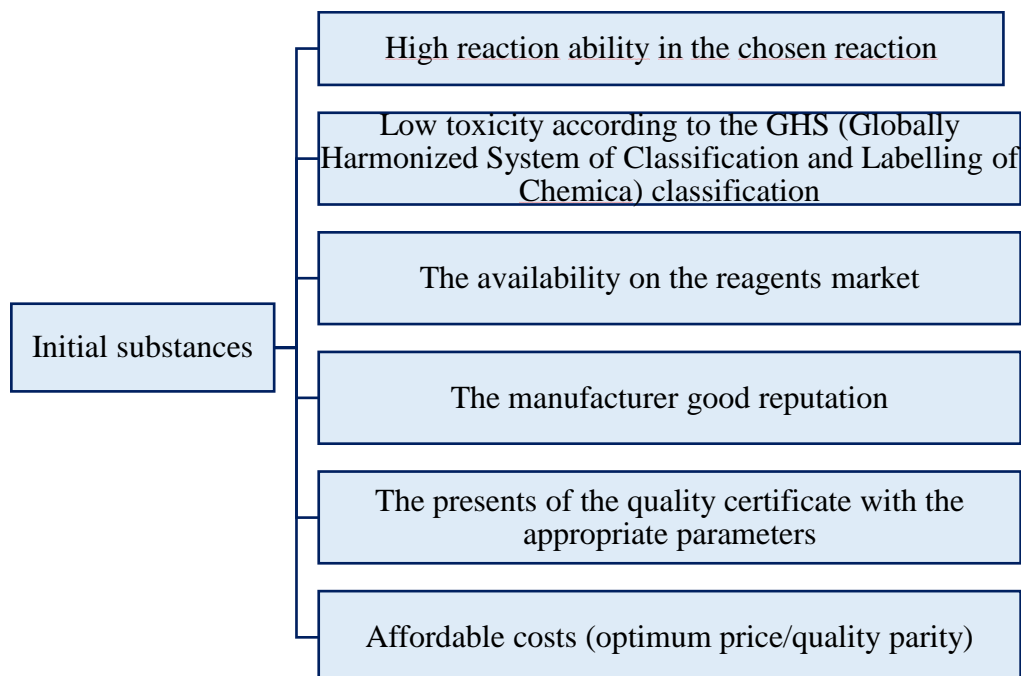 High reaction ability in the chosen reaction
Low toxicity according to the GHS (Globally
Harmonized System of Classification and Labelling of
Chemica) classification
The availability on the reagents market
Initial substances
The manufacturer good reputation
The presents of the quality certificate with the
appropriate parameters
Affordable costs (optimum price/quality parity)